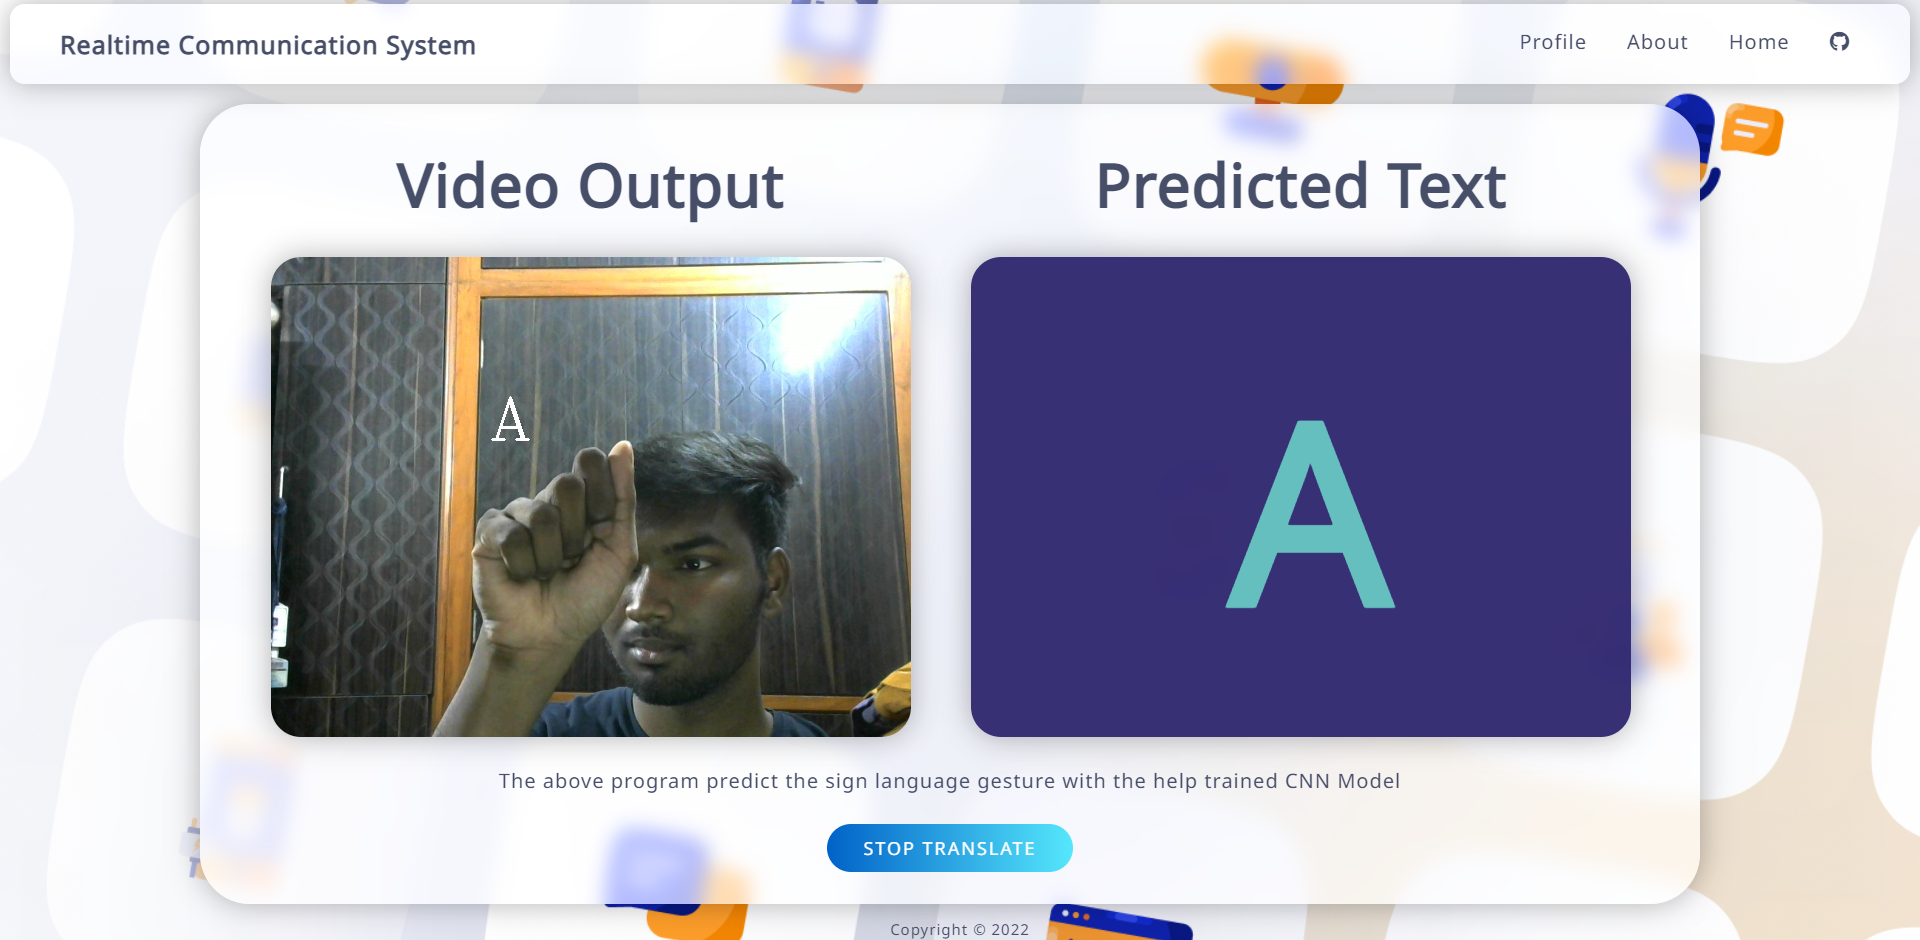 Realtime Communication System
Profile About Home
Video Output
Predicted Text
A
A
The above program predict the sign language gesture with the help trained CNN Model
STOP TRANSLATE
Copyright © 2022